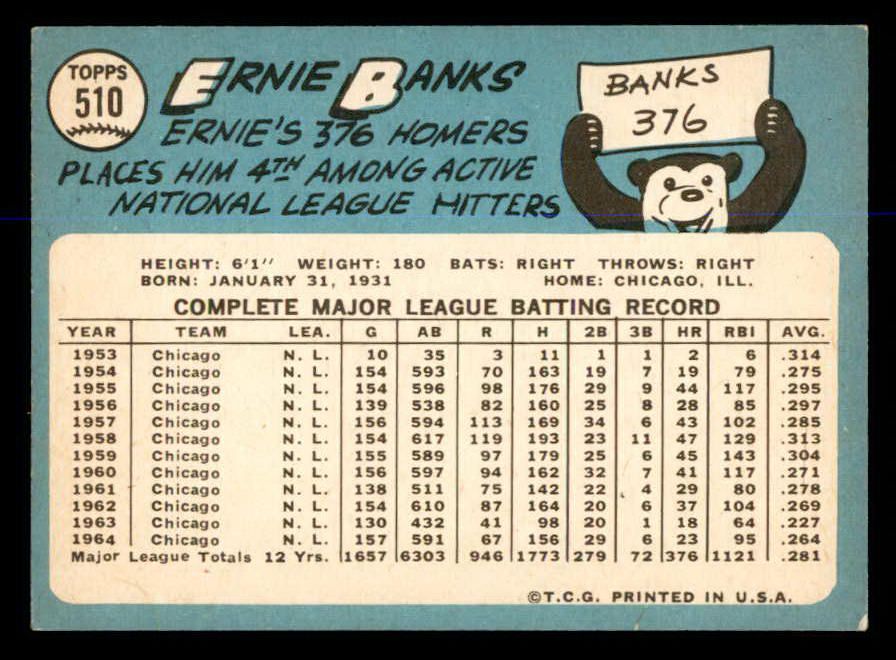 TOPPS
510
ERNIE BANKS
ERNIE'S 376 HOMERS
PLACES HIM 4TH AMONG ACTIVE
NATIONAL LEAGUE HITTERS
BANKS
376
HEIGHT: 6'1" WEIGHT: 180 BATS: RIGHT THROWS: RIGHT
BORN: JANUARY 31, 1931 HOME: CHICAGO, ILL.
COMPLETE MAJOR LEAGUE BATTING RECORD
YEAR TEAM LEA. G AB R H 2B 3B HR RBI AVG.
1953 Chicago N. L. 10 35 3 11 1 1 2 6 .314
1954 Chicago N. L. 154 593 70 163 19 7 19 79 .275
1955 Chicago N. L. 154 596 98 176 29 9 44 117 .295
1956 Chicago N. L. 139 538 82 160 25 8 28 85 .297
1957 Chicago N. L. 156 594 113 169 34 6 43 102 .285
1958 Chicago N. L. 154 617 119 193 23 11 47 129 .313
1959 Chicago N. L. 155 589 97 179 25 6 45 143 .304
1960 Chicago N. L. 156 597 94 162 32 7 41 117 .271
1961 Chicago N. L. 138 511 75 142 22 4 29 80 .278
1962 Chicago N. L. 154 610 87 164 20 6 37 104 .269
1963 Chicago N. L. 130 432 41 98 20 1 18 64 .227
1964 Chicago N. L. 157 591 67 156 29 6 23 95 .264
Major League Totals 12 Yrs. 1657 6303 946 1773 279 72 376 1121 .281
©T.C.G. PRINTED IN U.S.A.